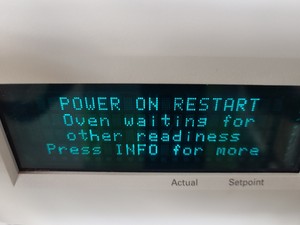 POWER ON RESTART
Oven waiting for
other readiness
Press INFO for more
Actual Setpoint